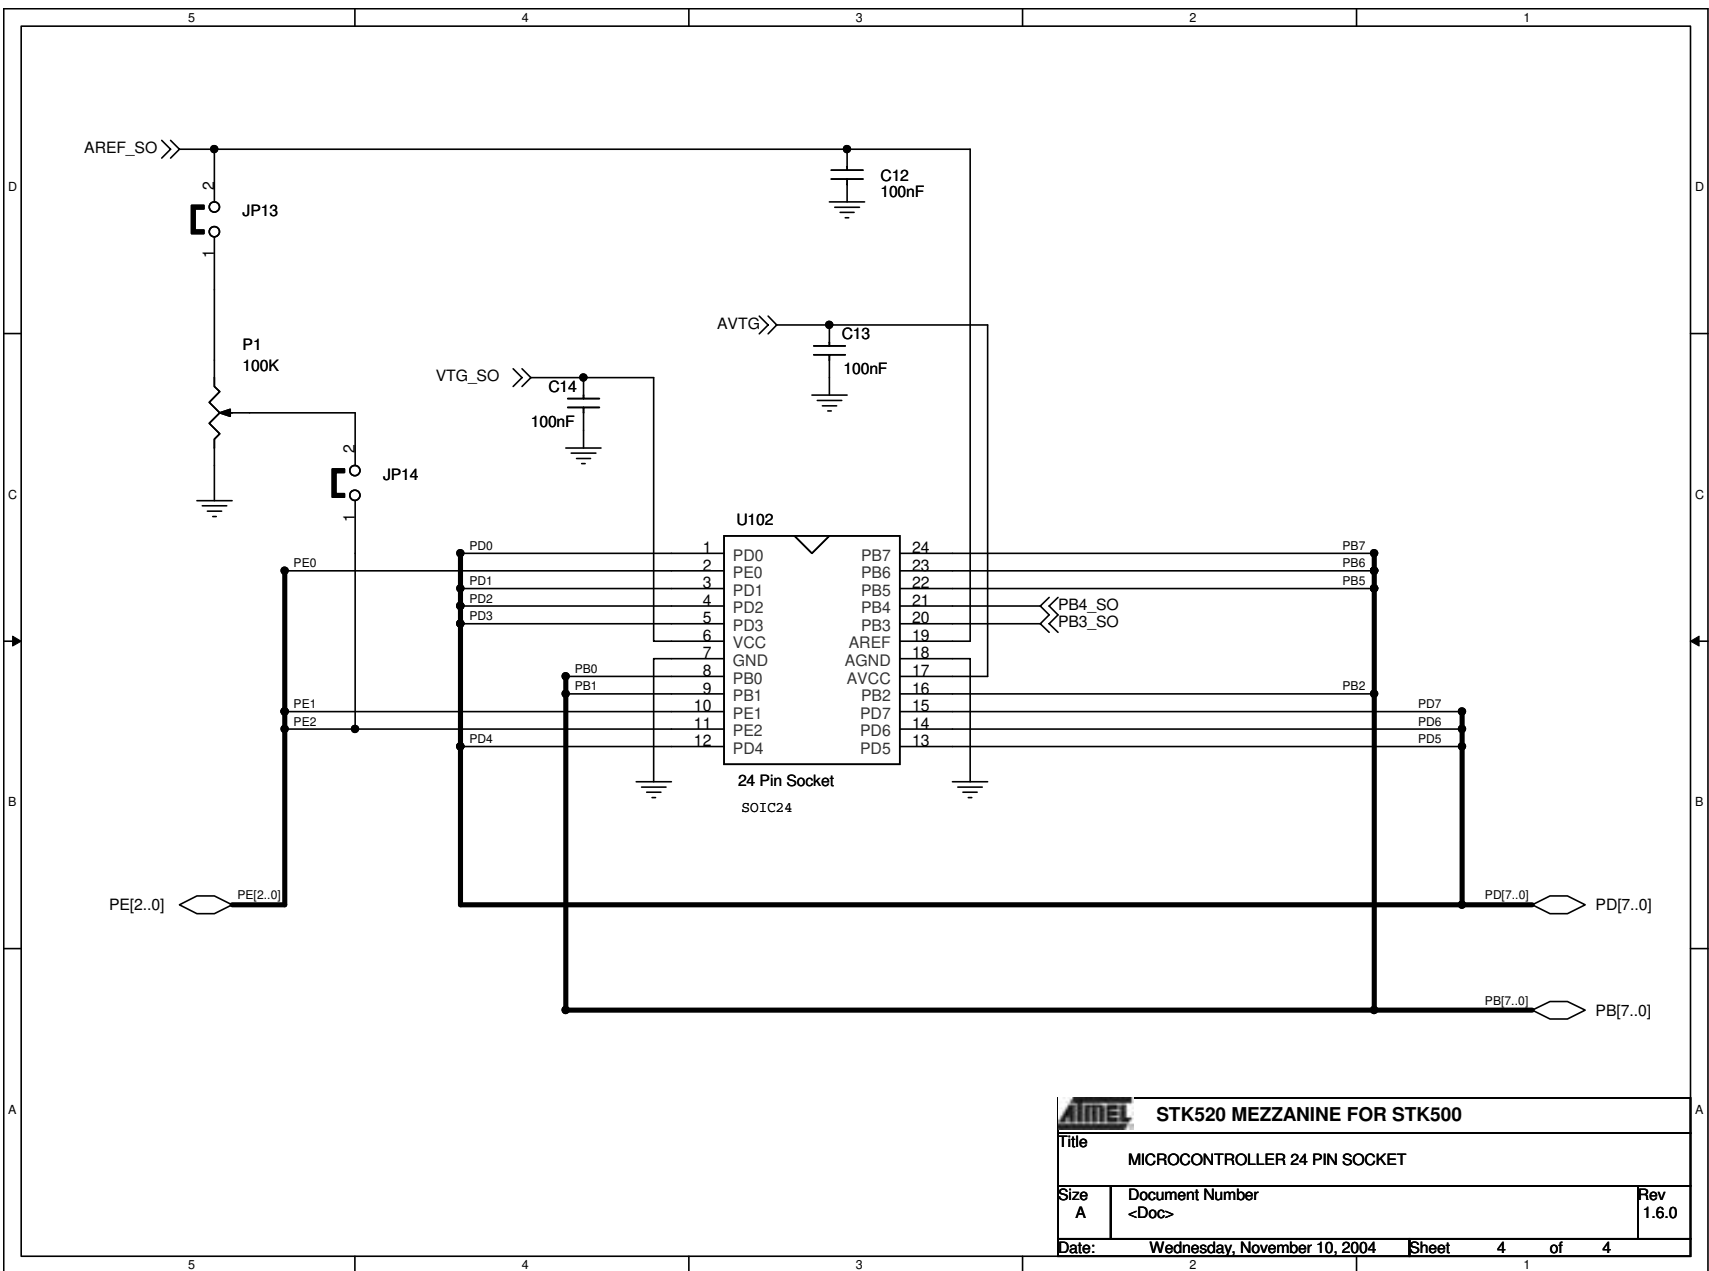 5 4 3 2 1
D D
AREF_SO
C12
100nF
2
JP13
1
AVTG
C13
100nF
P1
100K
VTG_SO
C14
100nF
2
JP14
1
C C
U102
PD0 1 PD0 PB7 24 PB7
PE0 2 PE0 PB6 23 PB6
PD1 3 PD1 PB5 22 PB5
PD2 4 PD2 PB4 21 PB4_SO
PD3 5 PD3 PB3 20 PB3_SO
6 VCC AREF 19
7 GND AGND 18
PB0 8 PB0 AVCC 17
PB1 9 PB1 PB2 16 PB2
PE1 10 PE1 PD7 15 PD7
PE2 11 PE2 PD6 14 PD6
PD4 12 PD4 PD5 13 PD5
24 Pin Socket
SOIC24
B B
PE[2..0] PE[2..0] PD[7..0] PD[7..0]
PB[7..0] PB[7..0]
A A
ATMEL STK520 MEZZANINE FOR STK500
Title
MICROCONTROLLER 24 PIN SOCKET
Size Document Number Rev
A <Doc> 1.6.0
Date: Wednesday, November 10, 2004 Sheet 4 of 4
5 4 3 2 1